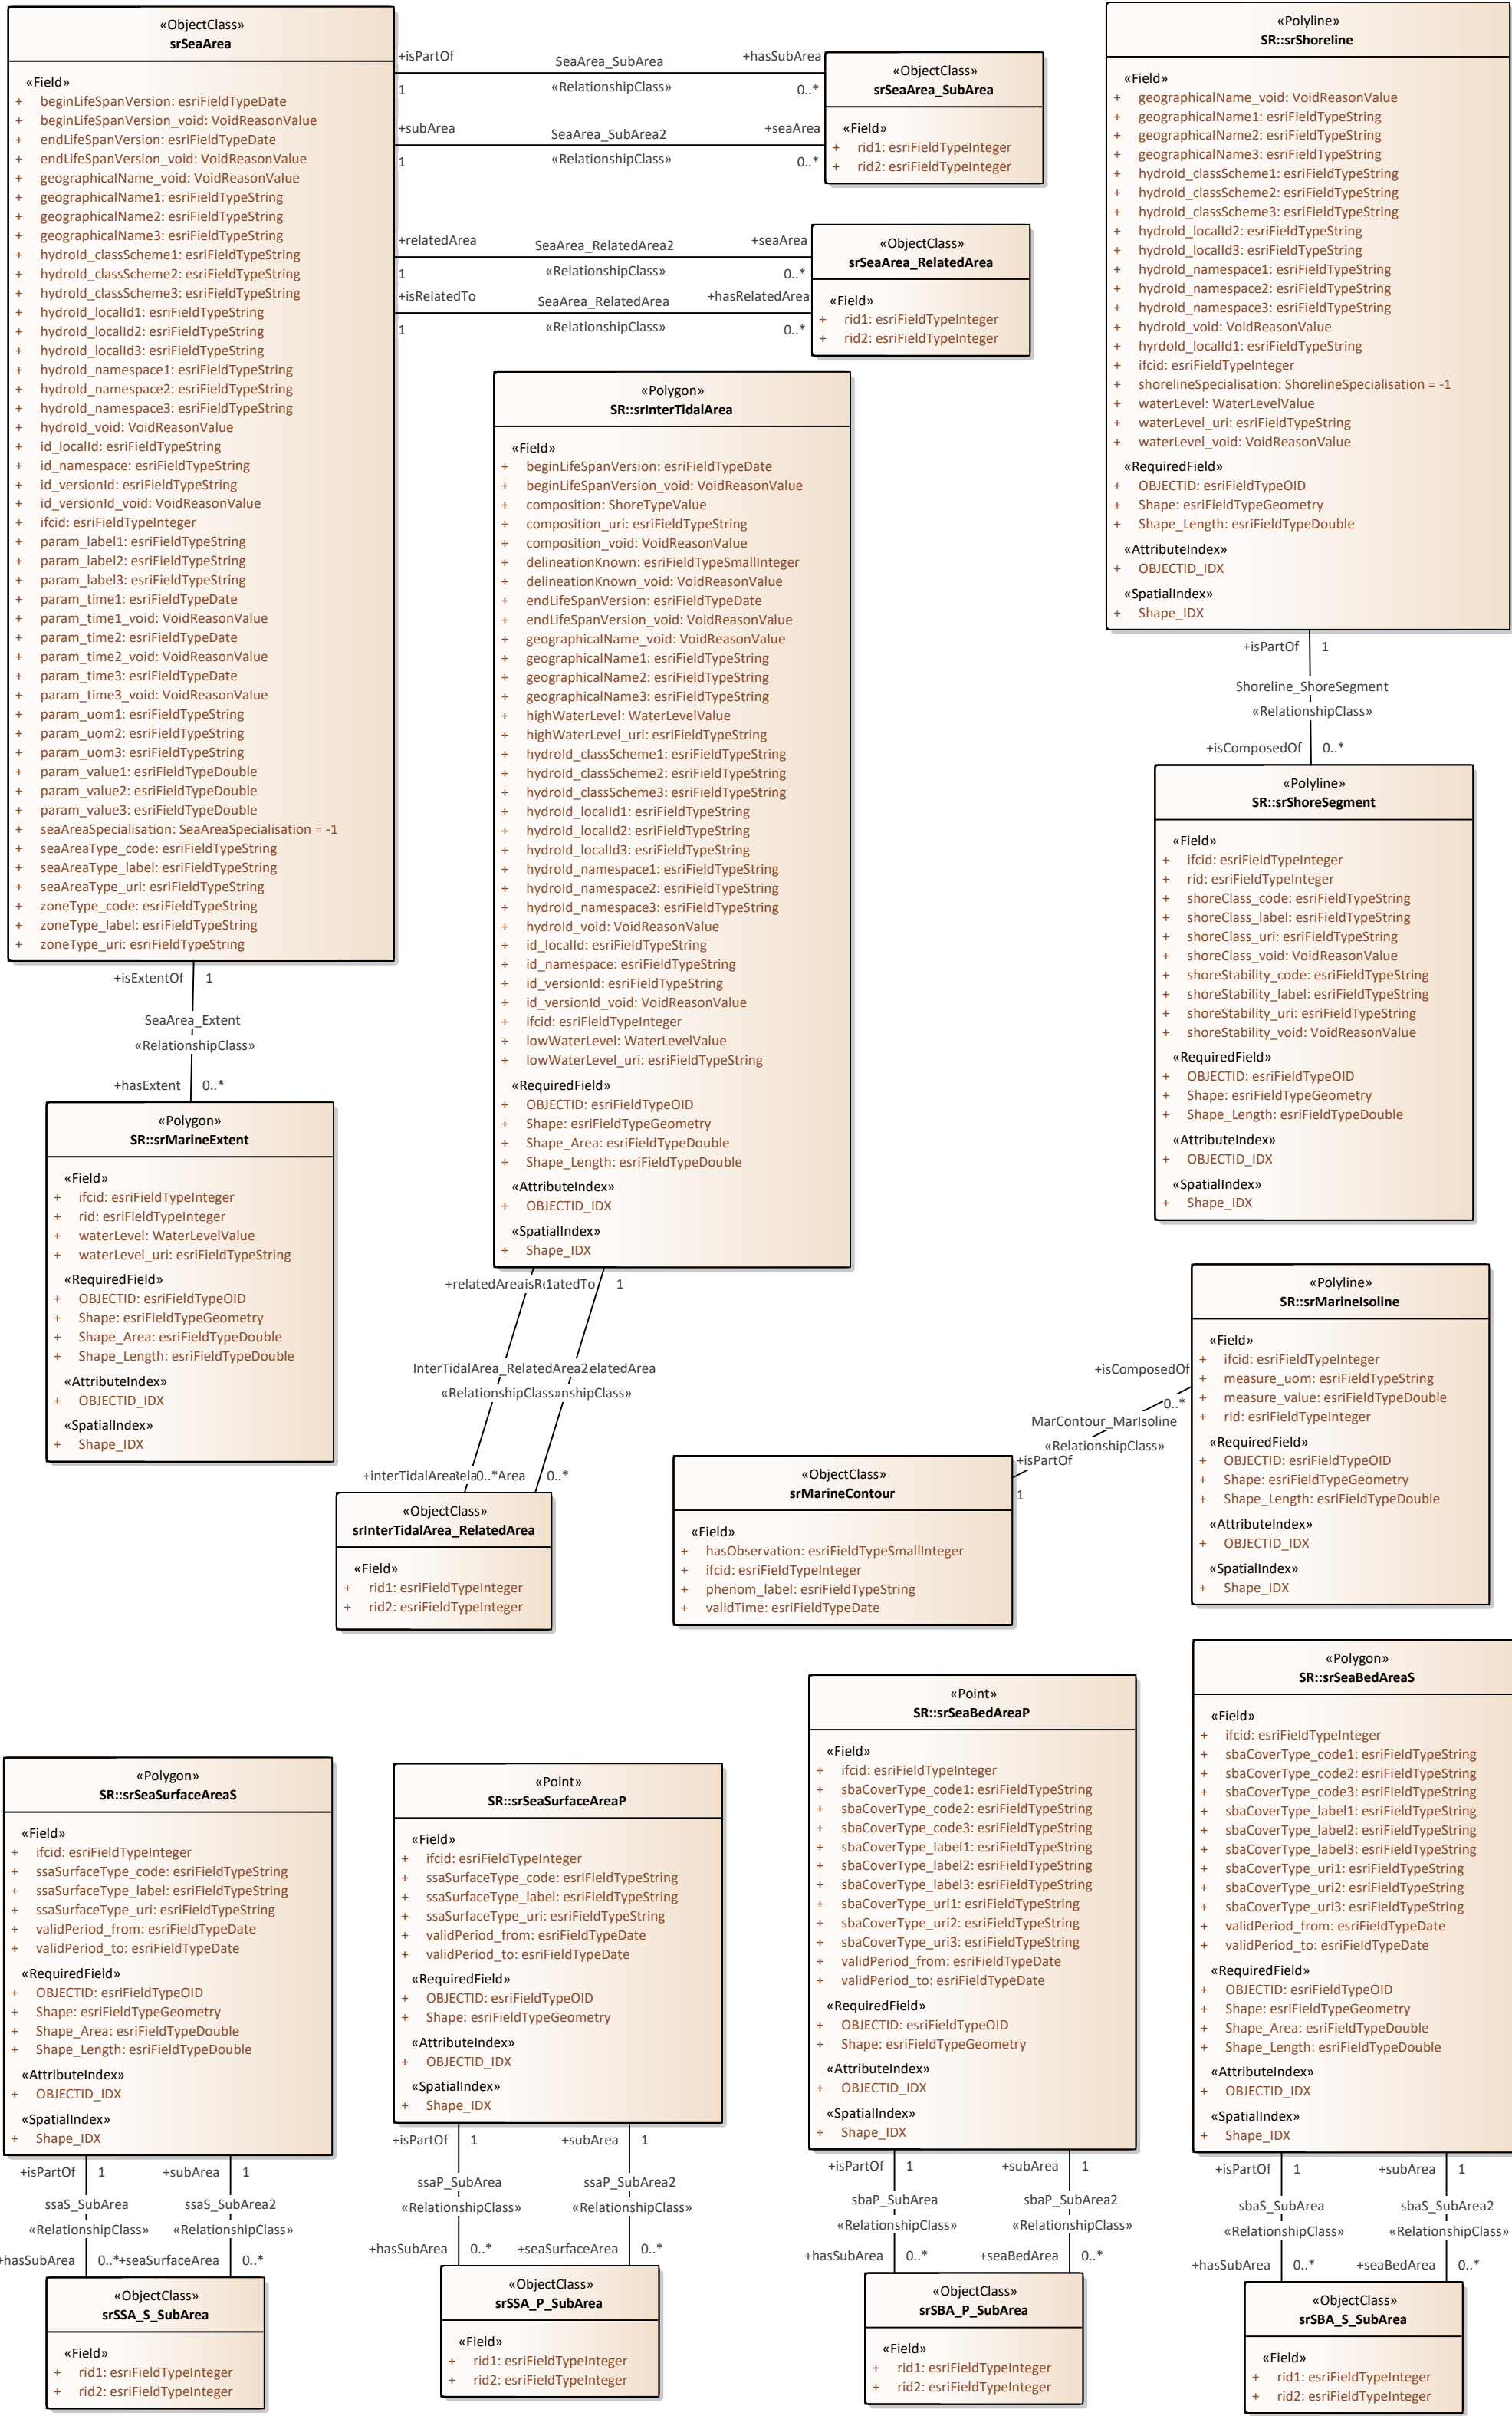 «ObjectClass»
srSeaArea
«Field»
+ beginLifeSpanVersion: esriFieldTypeDate
+ beginLifeSpanVersion_void: VoidReasonValue
+ endLifeSpanVersion: esriFieldTypeDate
+ endLifeSpanVersion_void: VoidReasonValue
+ geographicalName_void: VoidReasonValue
+ geographicalName1: esriFieldTypeString
+ geographicalName2: esriFieldTypeString
+ geographicalName3: esriFieldTypeString
+ hydroId_classScheme1: esriFieldTypeString
+ hydroId_classScheme2: esriFieldTypeString
+ hydroId_classScheme3: esriFieldTypeString
+ hydroId_localId1: esriFieldTypeString
+ hydroId_localId2: esriFieldTypeString
+ hydroId_localId3: esriFieldTypeString
+ hydroId_namespace1: esriFieldTypeString
+ hydroId_namespace2: esriFieldTypeString
+ hydroId_namespace3: esriFieldTypeString
+ hydroId_void: VoidReasonValue
+ id_localId: esriFieldTypeString
+ id_namespace: esriFieldTypeString
+ id_versionId: esriFieldTypeString
+ id_versionId_void: VoidReasonValue
+ ifcid: esriFieldTypeInteger
+ param_label1: esriFieldTypeString
+ param_label2: esriFieldTypeString
+ param_label3: esriFieldTypeString
+ param_time1: esriFieldTypeDate
+ param_time1_void: VoidReasonValue
+ param_time2: esriFieldTypeDate
+ param_time2_void: VoidReasonValue
+ param_time3: esriFieldTypeDate
+ param_time3_void: VoidReasonValue
+ param_uom1: esriFieldTypeString
+ param_uom2: esriFieldTypeString
+ param_uom3: esriFieldTypeString
+ param_value1: esriFieldTypeDouble
+ param_value2: esriFieldTypeDouble
+ param_value3: esriFieldTypeDouble
+ seaAreaSpecialisation: SeaAreaSpecialisation = -1
+ seaAreaType_code: esriFieldTypeString
+ seaAreaType_label: esriFieldTypeString
+ seaAreaType_uri: esriFieldTypeString
+ zoneType_code: esriFieldTypeString
+ zoneType_label: esriFieldTypeString
+ zoneType_uri: esriFieldTypeString
+isPartOf SeaArea_SubArea +hasSubArea
1 «RelationshipClass» 0..*
+subArea SeaArea_SubArea2 +seaArea
1 «RelationshipClass» 0..*
«ObjectClass»
srSeaArea_SubArea
«Field»
+ rid1: esriFieldTypeInteger
+ rid2: esriFieldTypeInteger
+relatedArea SeaArea_RelatedArea2 +seaArea
1 «RelationshipClass» 0..*
+isRelatedTo SeaArea_RelatedArea +hasRelatedArea
1 «RelationshipClass» 0..*
«ObjectClass»
srSeaArea_RelatedArea
«Field»
+ rid1: esriFieldTypeInteger
+ rid2: esriFieldTypeInteger
«Polyline»
SR::srShoreline
«Field»
+ geographicalName_void: VoidReasonValue
+ geographicalName1: esriFieldTypeString
+ geographicalName2: esriFieldTypeString
+ geographicalName3: esriFieldTypeString
+ hydroId_classScheme1: esriFieldTypeString
+ hydroId_classScheme2: esriFieldTypeString
+ hydroId_classScheme3: esriFieldTypeString
+ hydroId_localId2: esriFieldTypeString
+ hydroId_localId3: esriFieldTypeString
+ hydroId_namespace1: esriFieldTypeString
+ hydroId_namespace2: esriFieldTypeString
+ hydroId_namespace3: esriFieldTypeString
+ hydroId_void: VoidReasonValue
+ hyrdoId_localId1: esriFieldTypeString
+ ifcid: esriFieldTypeInteger
+ shorelineSpecialisation: ShorelineSpecialisation = -1
+ waterLevel: WaterLevelValue
+ waterLevel_uri: esriFieldTypeString
+ waterLevel_void: VoidReasonValue
«RequiredField»
+ OBJECTID: esriFieldTypeOID
+ Shape: esriFieldTypeGeometry
+ Shape_Length: esriFieldTypeDouble
«AttributeIndex»
+ OBJECTID_IDX
«SpatialIndex»
+ Shape_IDX
+isPartOf 1
Shoreline_ShoreSegment
«RelationshipClass»
+isComposedOf 0..*
«Polyline»
SR::srShoreSegment
«Field»
+ ifcid: esriFieldTypeInteger
+ rid: esriFieldTypeInteger
+ shoreClass_code: esriFieldTypeString
+ shoreClass_label: esriFieldTypeString
+ shoreClass_uri: esriFieldTypeString
+ shoreClass_void: VoidReasonValue
+ shoreStability_code: esriFieldTypeString
+ shoreStability_label: esriFieldTypeString
+ shoreStability_uri: esriFieldTypeString
+ shoreStability_void: VoidReasonValue
«RequiredField»
+ OBJECTID: esriFieldTypeOID
+ Shape: esriFieldTypeGeometry
+ Shape_Length: esriFieldTypeDouble
«AttributeIndex»
+ OBJECTID_IDX
«SpatialIndex»
+ Shape_IDX
«Polygon»
SR::srInterTidalArea
«Field»
+ beginLifeSpanVersion: esriFieldTypeDate
+ beginLifeSpanVersion_void: VoidReasonValue
+ composition: ShoreTypeValue
+ composition_uri: esriFieldTypeString
+ composition_void: VoidReasonValue
+ delineationKnown: esriFieldTypeSmallInteger
+ delineationKnown_void: VoidReasonValue
+ endLifeSpanVersion: esriFieldTypeDate
+ endLifeSpanVersion_void: VoidReasonValue
+ geographicalName_void: VoidReasonValue
+ geographicalName1: esriFieldTypeString
+ geographicalName2: esriFieldTypeString
+ geographicalName3: esriFieldTypeString
+ highWaterLevel: WaterLevelValue
+ highWaterLevel_uri: esriFieldTypeString
+ hydroId_classScheme1: esriFieldTypeString
+ hydroId_classScheme2: esriFieldTypeString
+ hydroId_classScheme3: esriFieldTypeString
+ hydroId_localId1: esriFieldTypeString
+ hydroId_localId2: esriFieldTypeString
+ hydroId_localId3: esriFieldTypeString
+ hydroId_namespace1: esriFieldTypeString
+ hydroId_namespace2: esriFieldTypeString
+ hydroId_namespace3: esriFieldTypeString
+ hydroId_void: VoidReasonValue
+ id_localId: esriFieldTypeString
+ id_namespace: esriFieldTypeString
+ id_versionId: esriFieldTypeString
+ id_versionId_void: VoidReasonValue
+ ifcid: esriFieldTypeInteger
+ lowWaterLevel: WaterLevelValue
+ lowWaterLevel_uri: esriFieldTypeString
«RequiredField»
+ OBJECTID: esriFieldTypeOID
+ Shape: esriFieldTypeGeometry
+ Shape_Area: esriFieldTypeDouble
+ Shape_Length: esriFieldTypeDouble
«AttributeIndex»
+ OBJECTID_IDX
«SpatialIndex»
+ Shape_IDX
+isExtentOf 1
SeaArea_Extent
«RelationshipClass»
+hasExtent 0..*
«Polygon»
SR::srMarineExtent
«Field»
+ ifcid: esriFieldTypeInteger
+ rid: esriFieldTypeInteger
+ waterLevel: WaterLevelValue
+ waterLevel_uri: esriFieldTypeString
«RequiredField»
+ OBJECTID: esriFieldTypeOID
+ Shape: esriFieldTypeGeometry
+ Shape_Area: esriFieldTypeDouble
+ Shape_Length: esriFieldTypeDouble
«AttributeIndex»
+ OBJECTID_IDX
«SpatialIndex»
+ Shape_IDX
+relatedArea 1
InterTidalArea_RelatedArea2
«RelationshipClass»
+interTidalArea 0..* 0..*
«ObjectClass»
srInterTidalArea_RelatedArea
«Field»
+ rid1: esriFieldTypeInteger
+ rid2: esriFieldTypeInteger
«Polyline»
SR::srMarineIsoline
«Field»
+ ifcid: esriFieldTypeInteger
+ measure_uom: esriFieldTypeString
+ measure_value: esriFieldTypeDouble
+ rid: esriFieldTypeInteger
«RequiredField»
+ OBJECTID: esriFieldTypeOID
+ Shape: esriFieldTypeGeometry
+ Shape_Length: esriFieldTypeDouble
«AttributeIndex»
+ OBJECTID_IDX
«SpatialIndex»
+ Shape_IDX
+isComposedOf
0..*
MarContour_MarIsoline
«RelationshipClass»
+isPartOf
1
«ObjectClass»
srMarineContour
«Field»
+ hasObservation: esriFieldTypeSmallInteger
+ ifcid: esriFieldTypeInteger
+ phenom_label: esriFieldTypeString
+ validTime: esriFieldTypeDate
«Polygon»
SR::srSeaSurfaceAreaS
«Field»
+ ifcid: esriFieldTypeInteger
+ ssaSurfaceType_code: esriFieldTypeString
+ ssaSurfaceType_label: esriFieldTypeString
+ ssaSurfaceType_uri: esriFieldTypeString
+ validPeriod_from: esriFieldTypeDate
+ validPeriod_to: esriFieldTypeDate
«RequiredField»
+ OBJECTID: esriFieldTypeOID
+ Shape: esriFieldTypeGeometry
+ Shape_Area: esriFieldTypeDouble
+ Shape_Length: esriFieldTypeDouble
«AttributeIndex»
+ OBJECTID_IDX
«SpatialIndex»
+ Shape_IDX
+isPartOf 1 +subArea 1
ssaS_SubArea ssaS_SubArea2
«RelationshipClass» «RelationshipClass»
+hasSubArea 0..* +seaSurfaceArea 0..*
«ObjectClass»
srSSA_S_SubArea
«Field»
+ rid1: esriFieldTypeInteger
+ rid2: esriFieldTypeInteger
«Point»
SR::srSeaSurfaceAreaP
«Field»
+ ifcid: esriFieldTypeInteger
+ ssaSurfaceType_code: esriFieldTypeString
+ ssaSurfaceType_label: esriFieldTypeString
+ ssaSurfaceType_uri: esriFieldTypeString
+ validPeriod_from: esriFieldTypeDate
+ validPeriod_to: esriFieldTypeDate
«RequiredField»
+ OBJECTID: esriFieldTypeOID
+ Shape: esriFieldTypeGeometry
«AttributeIndex»
+ OBJECTID_IDX
«SpatialIndex»
+ Shape_IDX
+isPartOf 1 +subArea 1
ssaP_SubArea ssaP_SubArea2
«RelationshipClass» «RelationshipClass»
+hasSubArea 0..* +seaSurfaceArea 0..*
«ObjectClass»
srSSA_P_SubArea
«Field»
+ rid1: esriFieldTypeInteger
+ rid2: esriFieldTypeInteger
«Point»
SR::srSeaBedAreaP
«Field»
+ ifcid: esriFieldTypeInteger
+ sbaCoverType_code1: esriFieldTypeString
+ sbaCoverType_code2: esriFieldTypeString
+ sbaCoverType_code3: esriFieldTypeString
+ sbaCoverType_label1: esriFieldTypeString
+ sbaCoverType_label2: esriFieldTypeString
+ sbaCoverType_label3: esriFieldTypeString
+ sbaCoverType_uri1: esriFieldTypeString
+ sbaCoverType_uri2: esriFieldTypeString
+ sbaCoverType_uri3: esriFieldTypeString
+ validPeriod_from: esriFieldTypeDate
+ validPeriod_to: esriFieldTypeDate
«RequiredField»
+ OBJECTID: esriFieldTypeOID
+ Shape: esriFieldTypeGeometry
«AttributeIndex»
+ OBJECTID_IDX
«SpatialIndex»
+ Shape_IDX
+isPartOf 1 +subArea 1
sbaP_SubArea sbaP_SubArea2
«RelationshipClass» «RelationshipClass»
+hasSubArea 0..* +seaBedArea 0..*
«ObjectClass»
srSBA_P_SubArea
«Field»
+ rid1: esriFieldTypeInteger
+ rid2: esriFieldTypeInteger
«Polygon»
SR::srSeaBedAreaS
«Field»
+ ifcid: esriFieldTypeInteger
+ sbaCoverType_code1: esriFieldTypeString
+ sbaCoverType_code2: esriFieldTypeString
+ sbaCoverType_code3: esriFieldTypeString
+ sbaCoverType_label1: esriFieldTypeString
+ sbaCoverType_label2: esriFieldTypeString
+ sbaCoverType_label3: esriFieldTypeString
+ sbaCoverType_uri1: esriFieldTypeString
+ sbaCoverType_uri2: esriFieldTypeString
+ sbaCoverType_uri3: esriFieldTypeString
+ validPeriod_from: esriFieldTypeDate
+ validPeriod_to: esriFieldTypeDate
«RequiredField»
+ OBJECTID: esriFieldTypeOID
+ Shape: esriFieldTypeGeometry
+ Shape_Area: esriFieldTypeDouble
+ Shape_Length: esriFieldTypeDouble
«AttributeIndex»
+ OBJECTID_IDX
«SpatialIndex»
+ Shape_IDX
+isPartOf 1 +subArea 1
sbaS_SubArea sbaS_SubArea2
«RelationshipClass» «RelationshipClass»
+hasSubArea 0..* +seaBedArea 0..*
«ObjectClass»
srSBA_S_SubArea
«Field»
+ rid1: esriFieldTypeInteger
+ rid2: esriFieldTypeInteger